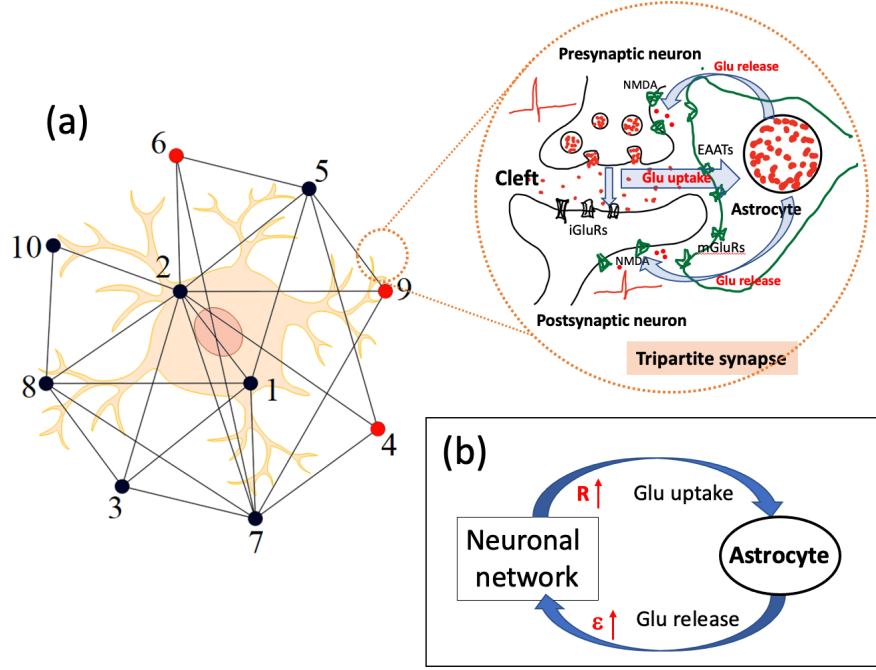 (a)
6
5
10
2
9
8
1
4
3
7
Presynaptic neuron
Glu release
NMDA
EAATs
Cleft
Glu uptake
Astrocyte
iGluRs
mGluRs
NMDA
Glu release
Postsynaptic neuron
Tripartite synapse
(b)
R
Glu uptake
Neuronal
network
Astrocyte
ε
Glu release